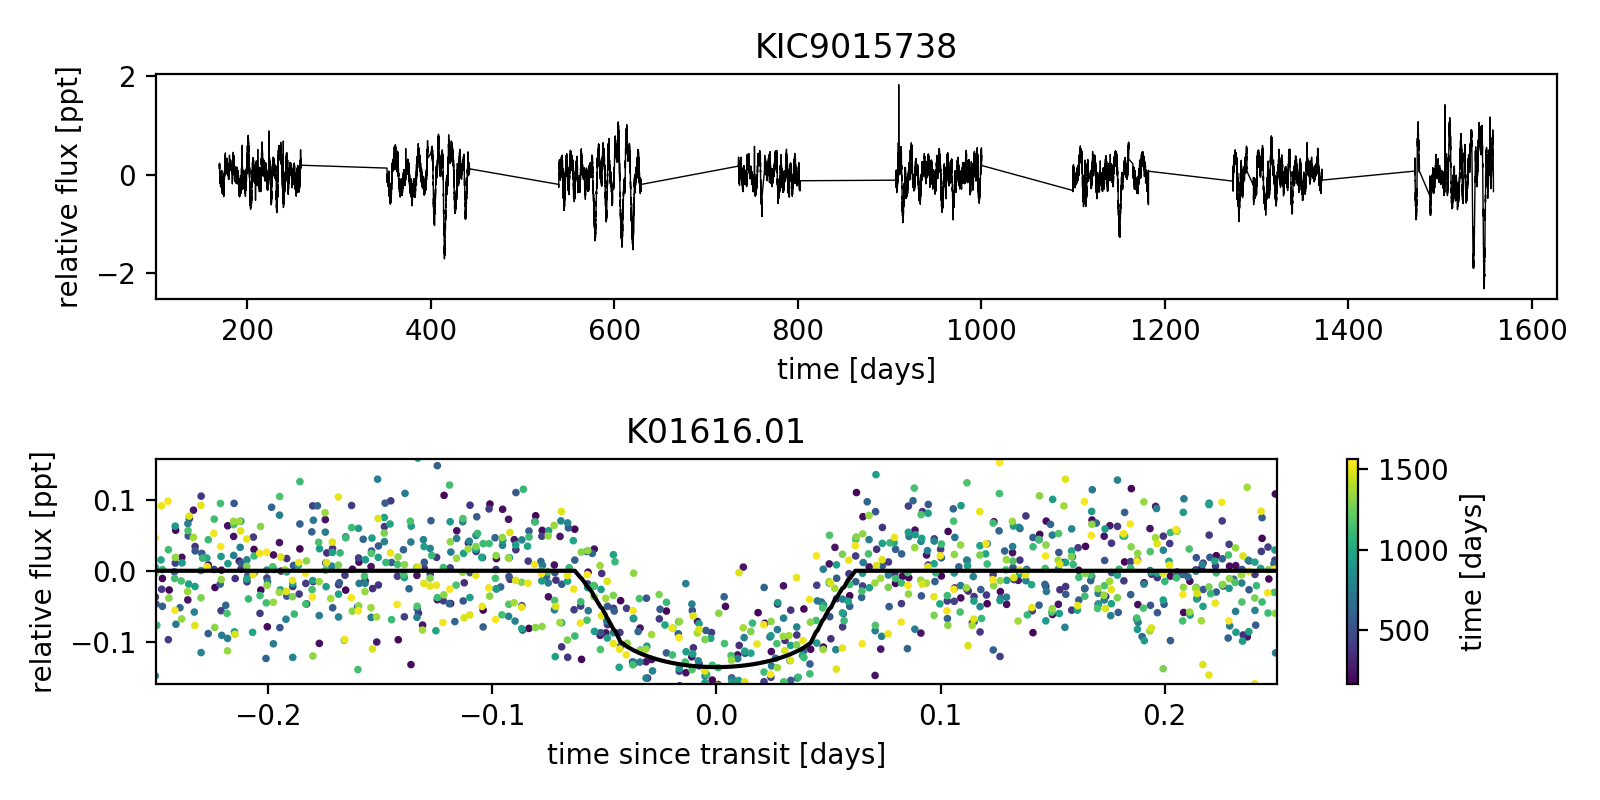 KIC9015738
relative flux [ppt]
2
0
−2
200 400 600 800 1000 1200 1400 1600
time [days]
K01616.01
relative flux [ppt]
0.1
0.0
−0.1
−0.2 −0.1 0.0 0.1 0.2
time since transit [days]
1500
1000
500
time [days]